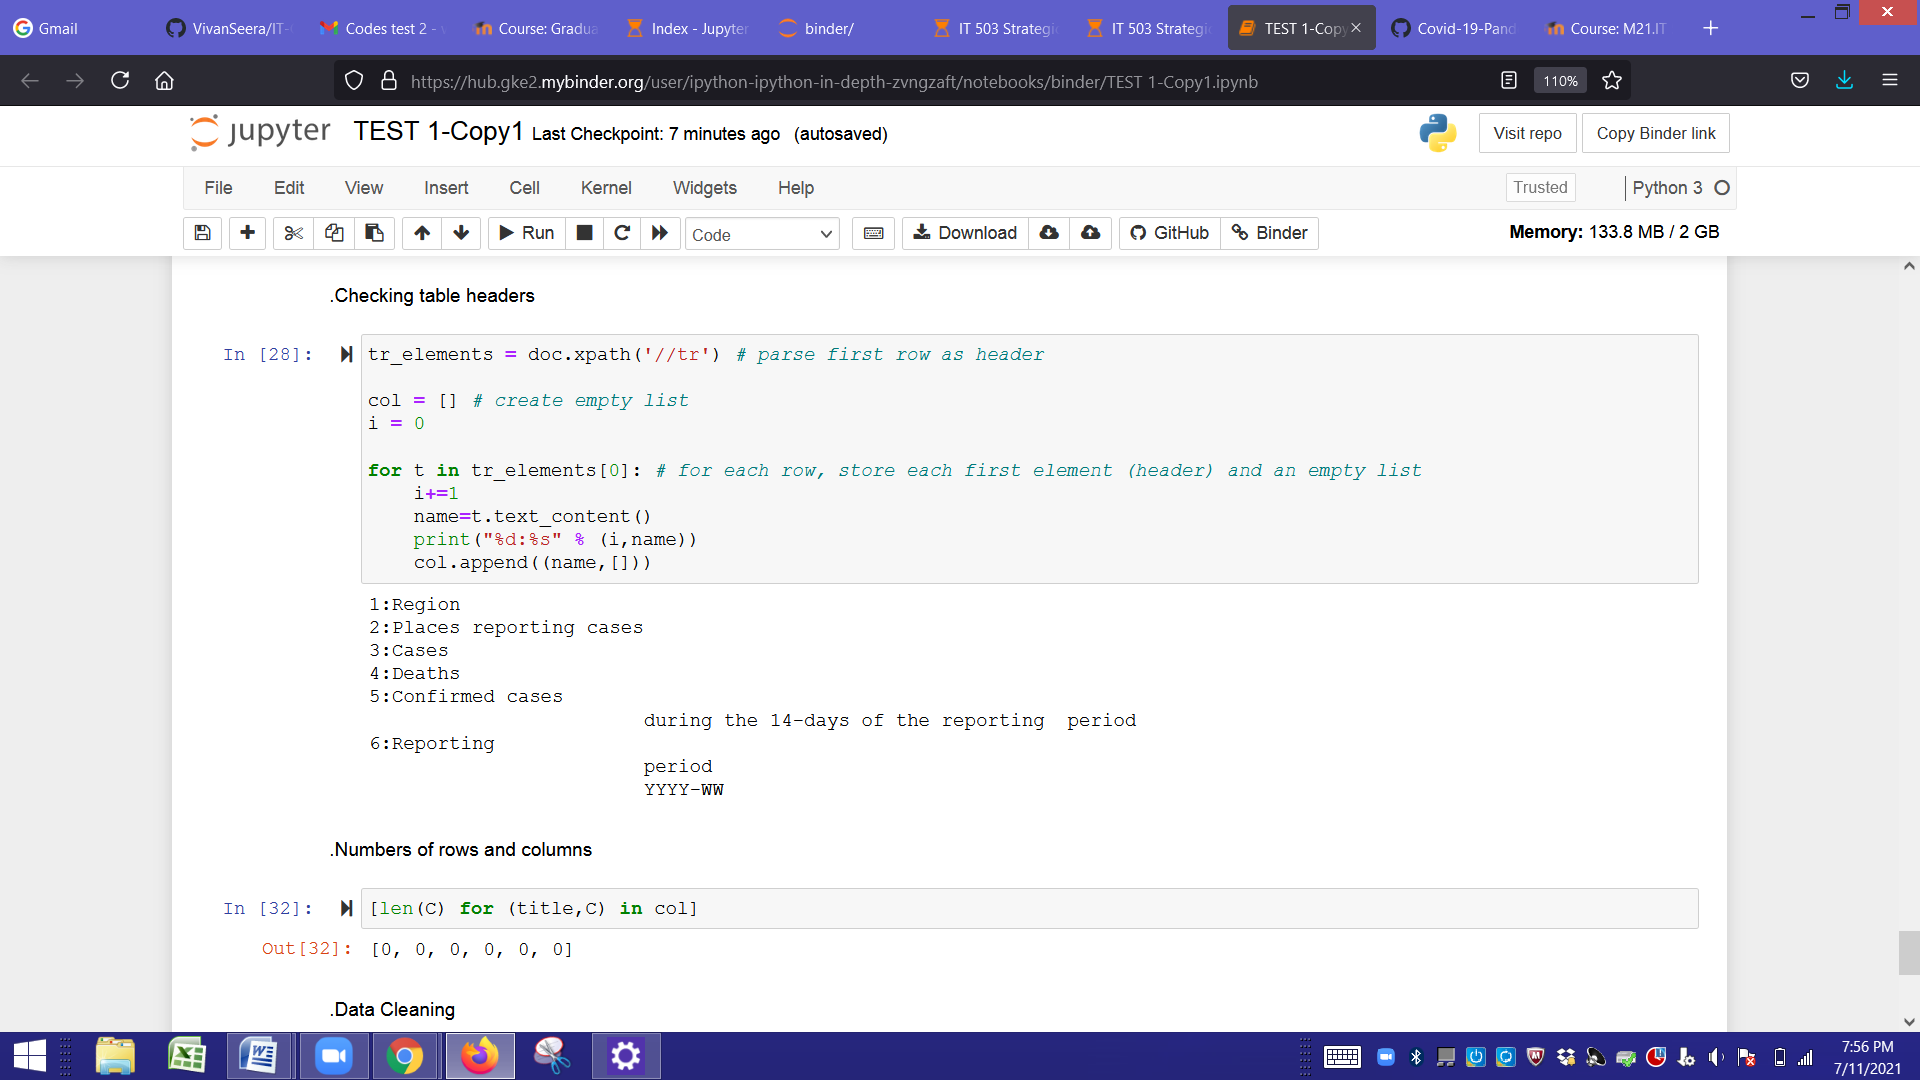 Gmail
VivanSeera/IT-
Codes test 2 -
Course: Gradua
Index - Jupyter
binder/
IT 503 Strategi
IT 503 Strategi
TEST 1-Copy
Covid-19-Pand
Course: M21.IT
https://hub.gke2.mybinder.org/user/ipython-ipython-in-depth-zvngzaft/notebooks/binder/TEST 1-Copy1.ipynb
110%
jupyter TEST 1-Copy1 Last Checkpoint: 7 minutes ago (autosaved)
Visit repo
Copy Binder link
File Edit View Insert Cell Kernel Widgets Help
Trusted
Python 3
Run
Code
Download
GitHub
Binder
Memory: 133.8 MB / 2 GB
.Checking table headers
In [28]:
tr_elements = doc.xpath('//tr') # parse first row as header
col = [] # create empty list
i = 0
for t in tr_elements[0]: # for each row, store each first element (header) and an empty list
    i+=1
    name=t.text_content()
    print("%d:%s" % (i,name))
    col.append((name,[]))
1:Region
2:Places reporting cases
3:Cases
4:Deaths
5:Confirmed cases
during the 14-days of the reporting  period
6:Reporting
period
YYYY-WW
.Numbers of rows and columns
In [32]:
[len(C) for (title,C) in col]
Out[32]: [0, 0, 0, 0, 0, 0]
.Data Cleaning
7:56 PM
7/11/2021